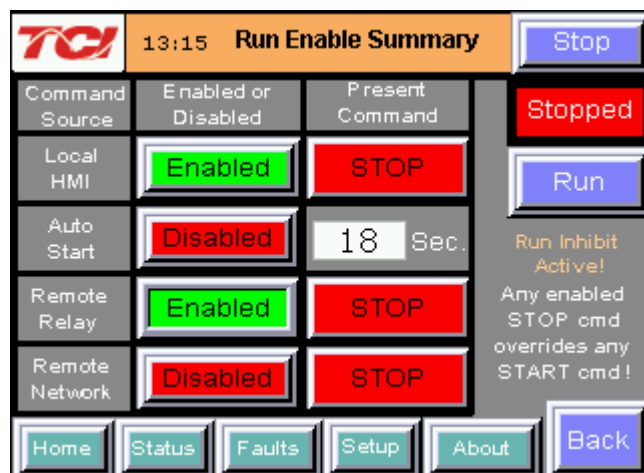 TCI
13:15 Run Enable Summary
Stop
Command
Source
Enabled or
Disabled
Present
Command
Stopped
Local
HMI
Enabled
STOP
Run
Auto
Start
Disabled
18 Sec.
Run Inhibit
Active!
Remote
Relay
Enabled
STOP
Any enabled
STOP cmd
overrides any
START cmd!
Remote
Network
Disabled
STOP
Home
Status
Faults
Setup
About
Back